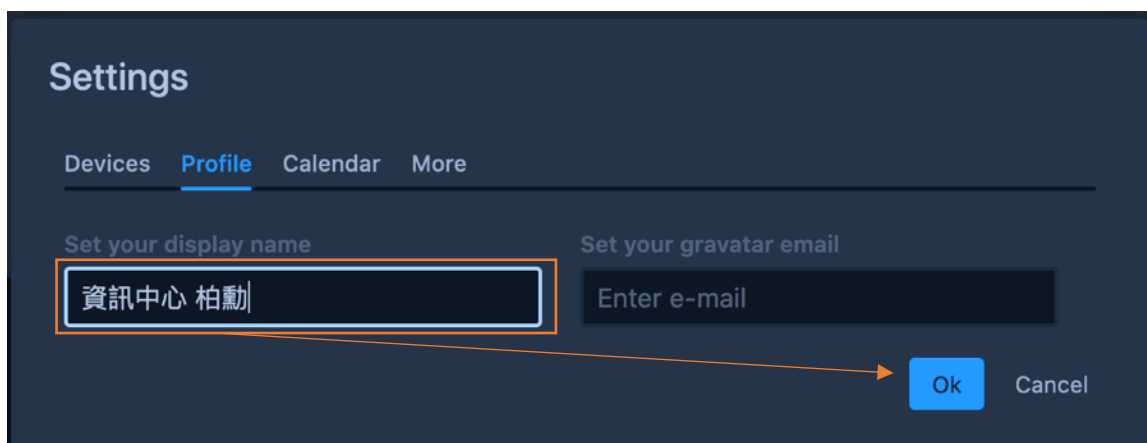 Settings
Devices Profile Calendar More
Set your display name Set your gravatar email
資訊中心 柏勳 Enter e-mail
Ok Cancel